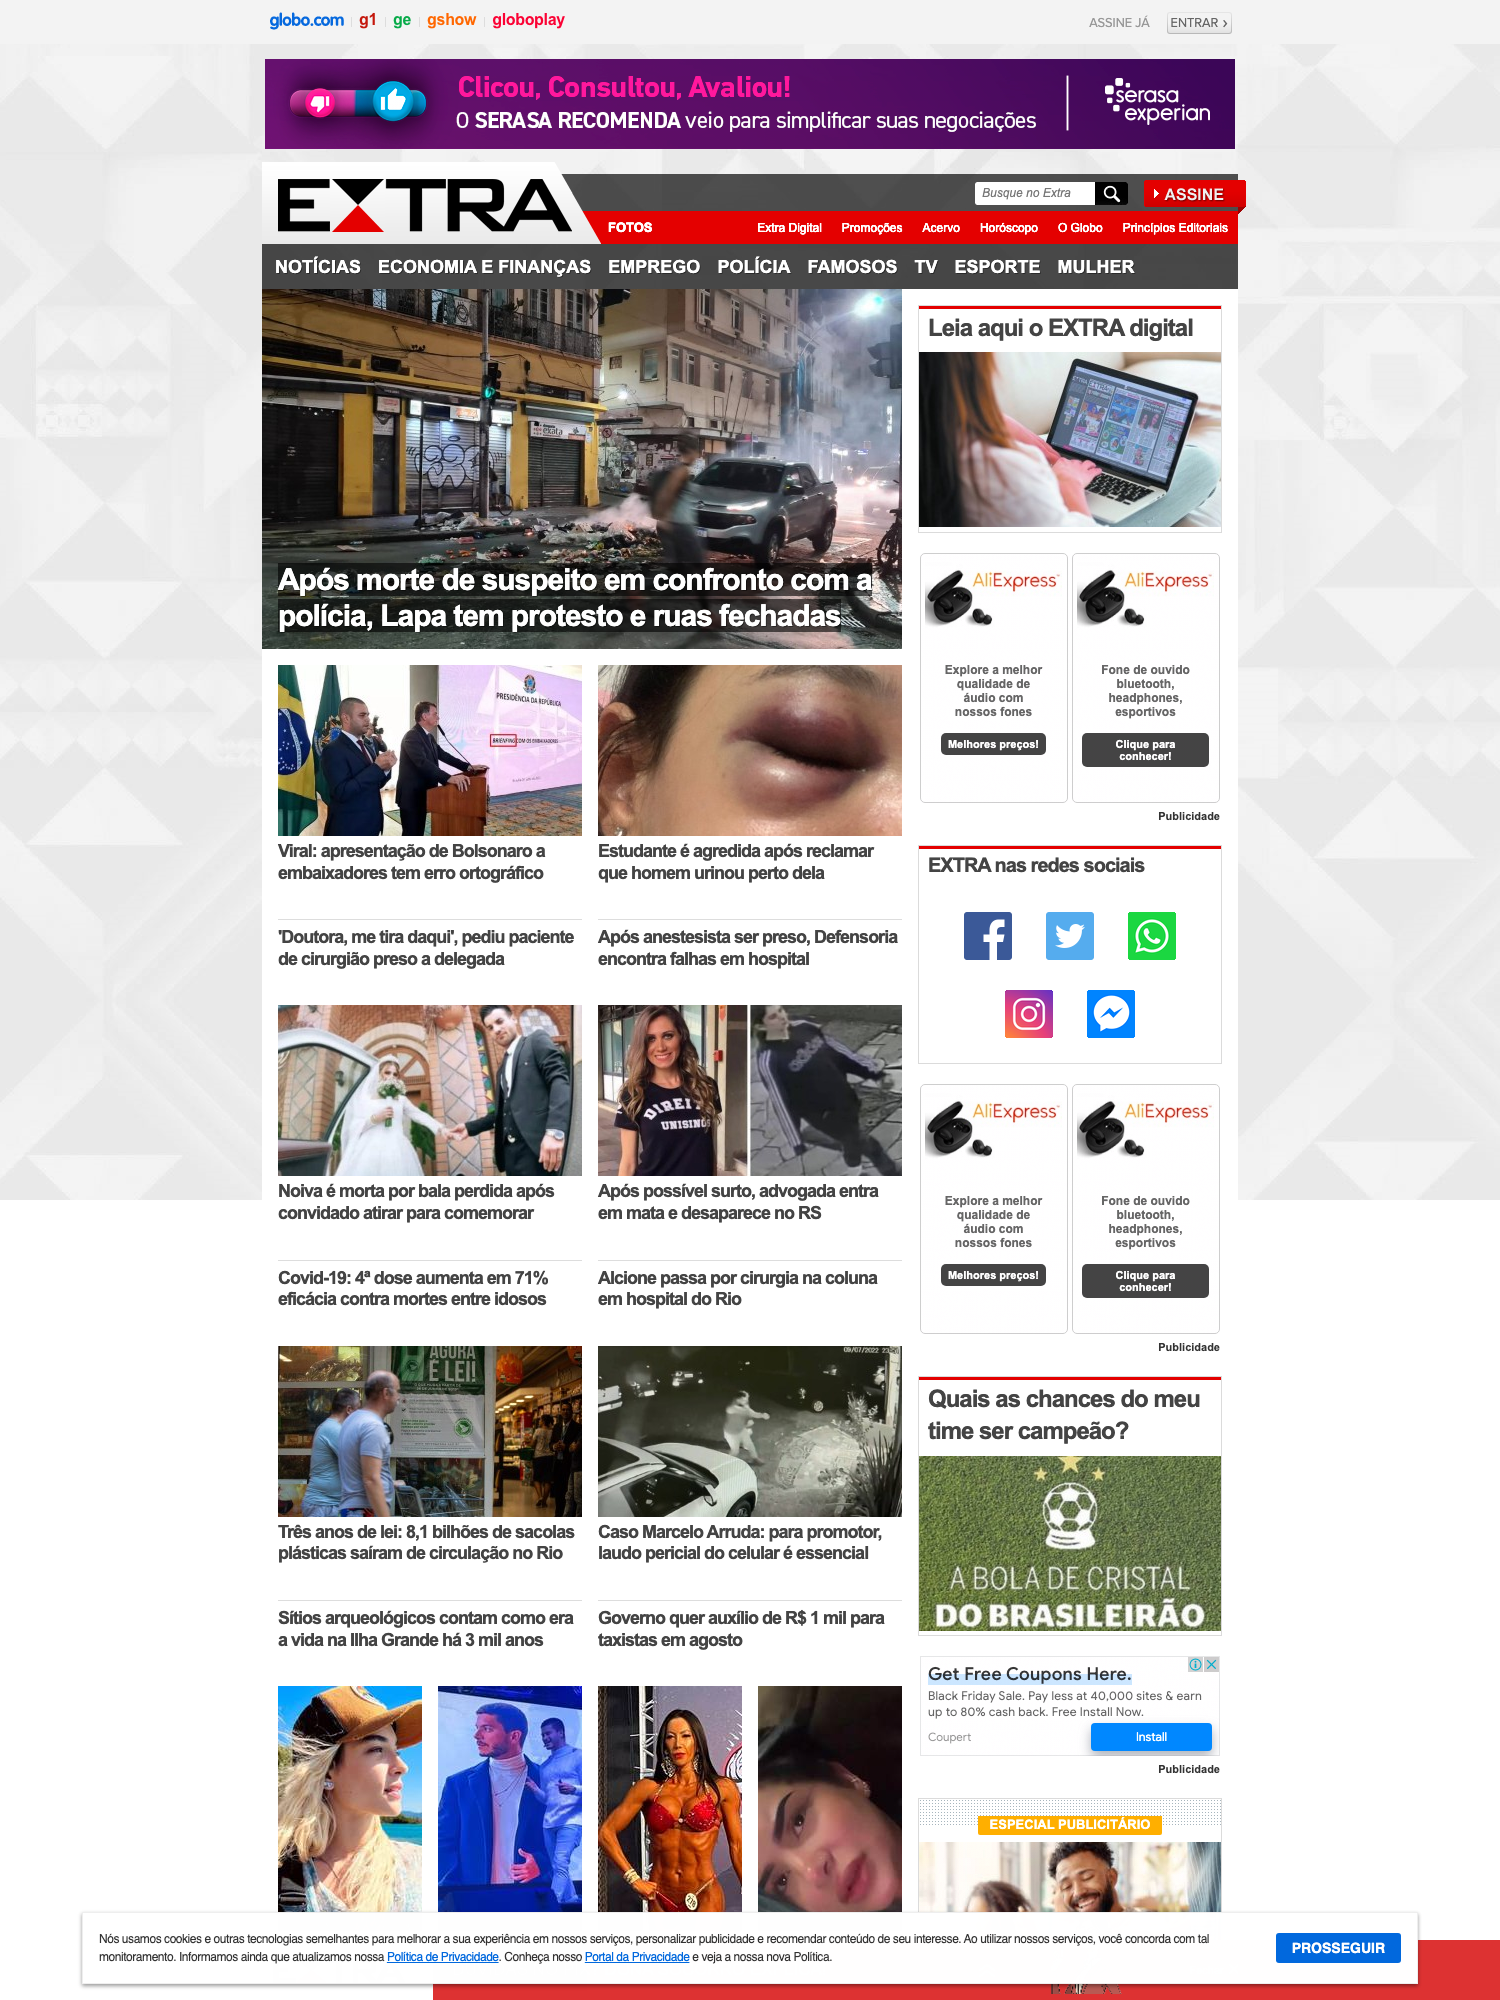 globo.com
g1
ge
gshow
globoplay
ASSINE JÁ
ENTRAR ›
Clicou, Consultou, Avaliou!
O SERASA RECOMENDA veio para simplificar suas negociações
serasa
experian
EXTRA
Busque no Extra
ASSINE
FOTOS
Extra Digital
Promoções
Acervo
Horóscopo
O Globo
Princípios Editoriais
NOTÍCIAS
ECONOMIA E FINANÇAS
EMPREGO
POLÍCIA
FAMOSOS
TV
ESPORTE
MULHER
Após morte de suspeito em confronto com a
polícia, Lapa tem protesto e ruas fechadas
PRESIDÊNCIA DA REPÚBLICA
BRIENFING COM OS EMBAIXADORES
Viral: apresentação de Bolsonaro a
embaixadores tem erro ortográfico
Estudante é agredida após reclamar
que homem urinou perto dela
'Doutora, me tira daqui', pediu paciente
de cirurgião preso a delegada
Após anestesista ser preso, Defensoria
encontra falhas em hospital
DIREIT
UNISINOS
Noiva é morta por bala perdida após
convidado atirar para comemorar
Após possível surto, advogada entra
em mata e desaparece no RS
Covid-19: 4ª dose aumenta em 71%
eficácia contra mortes entre idosos
Alcione passa por cirurgia na coluna
em hospital do Rio
AGORA
É LEI!
Três anos de lei: 8,1 bilhões de sacolas
plásticas saíram de circulação no Rio
Caso Marcelo Arruda: para promotor,
laudo pericial do celular é essencial
Sítios arqueológicos contam como era
a vida na Ilha Grande há 3 mil anos
Governo quer auxílio de R$ 1 mil para
taxistas em agosto
Leia aqui o EXTRA digital
AliExpress
Explore a melhor
qualidade de
áudio com
nossos fones
Melhores preços!
AliExpress
Fone de ouvido
bluetooth,
headphones,
esportivos
Clique para
conhecer!
Publicidade
EXTRA nas redes sociais
AliExpress
Explore a melhor
qualidade de
áudio com
nossos fones
Melhores preços!
AliExpress
Fone de ouvido
bluetooth,
headphones,
esportivos
Clique para
conhecer!
Publicidade
Quais as chances do meu
time ser campeão?
A BOLA DE CRISTAL
DO BRASILEIRÃO
Get Free Coupons Here.
Black Friday Sale. Pay less at 40,000 sites & earn
up to 80% cash back. Free Install Now.
Coupert
Install
Publicidade
ESPECIAL PUBLICITÁRIO
Nós usamos cookies e outras tecnologias semelhantes para melhorar a sua experiência em nossos serviços, personalizar publicidade e recomendar conteúdo de seu interesse. Ao utilizar nossos serviços, você concorda com tal
monitoramento. Informamos ainda que atualizamos nossa Política de Privacidade. Conheça nosso Portal da Privacidade e veja a nossa nova Política.
PROSSEGUIR